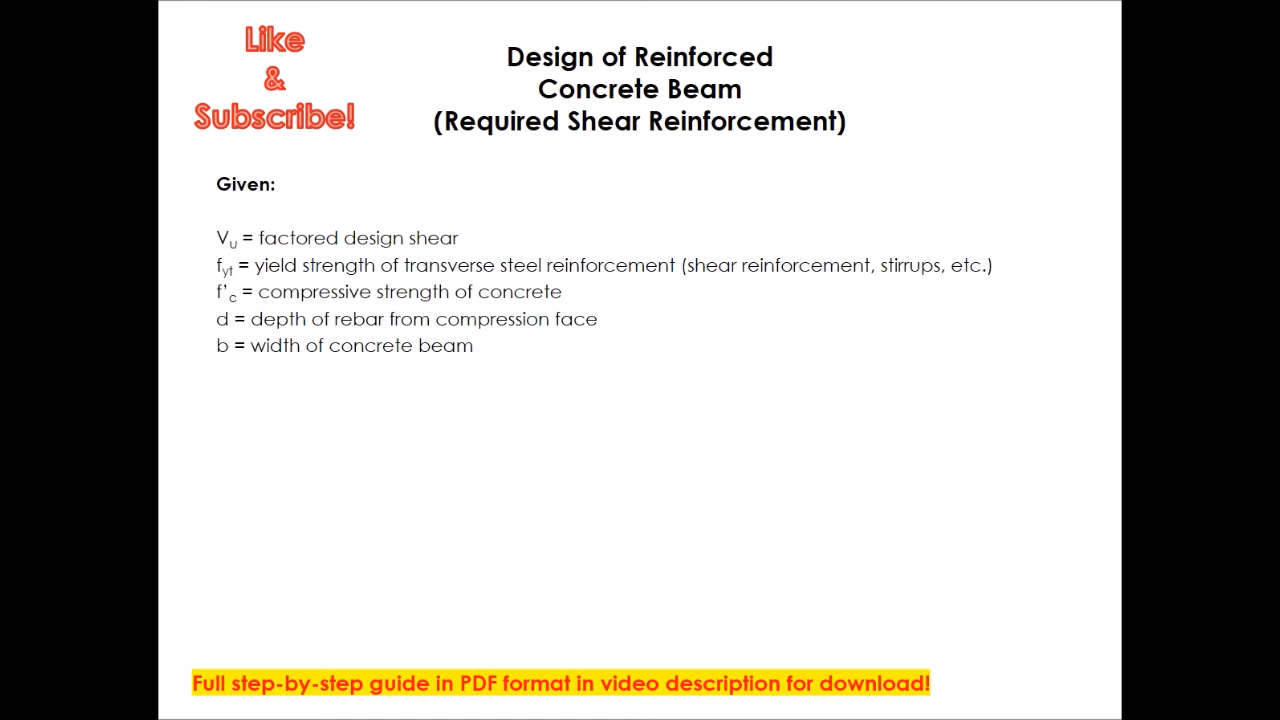 Like
&
Subscribe!
Design of Reinforced
Concrete Beam
(Required Shear Reinforcement)
Given:
Vu = factored design shear
fyt = yield strength of transverse steel reinforcement (shear reinforcement, stirrups, etc.)
f'c = compressive strength of concrete
d = depth of rebar from compression face
b = width of concrete beam
Full step-by-step guide in PDF format in video description for download!